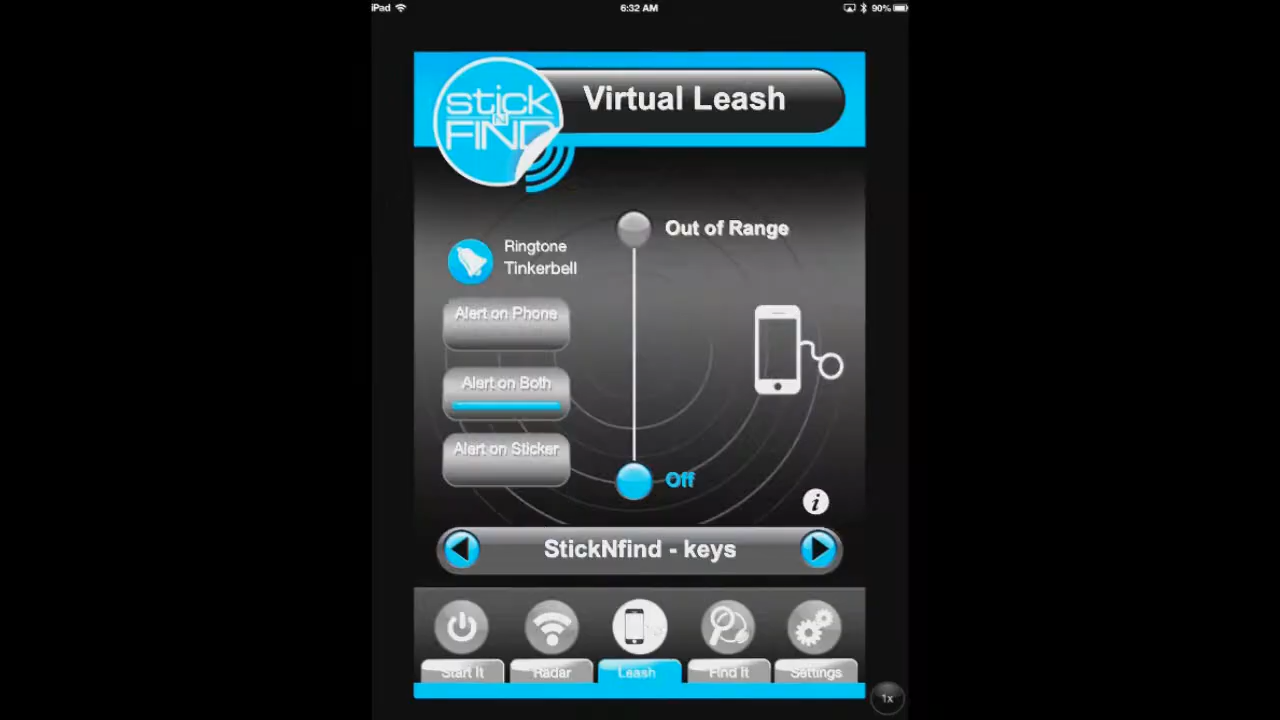 iPad
6:32 AM
90%
stick
N
FIND
Virtual Leash
Out of Range
Ringtone
Tinkerbell
Alert on Phone
Alert on Both
Alert on Sticker
Off
i
StickNfind - keys
Start It
Radar
Leash
Find It
Settings
1x